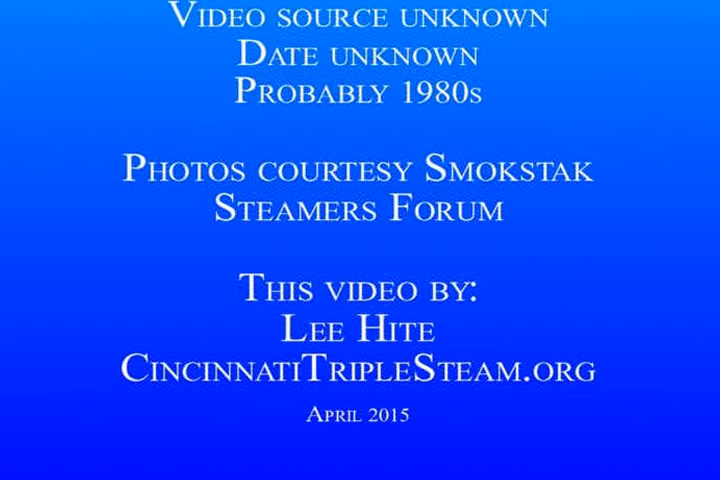 Video source unknown
Date unknown
Probably 1980s
Photos courtesy Smokstak
Steamers Forum
This video by:
Lee Hite
CincinnatiTripleSteam.org
April 2015